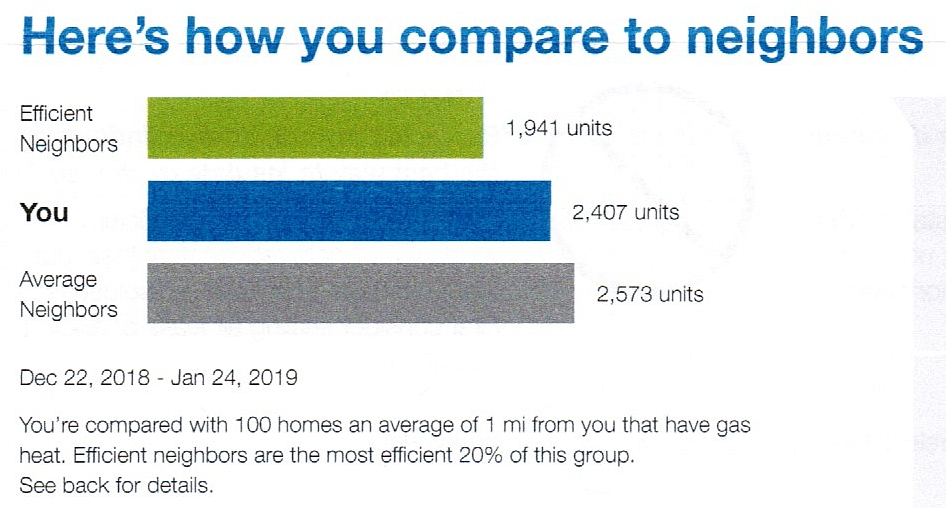 Here's how you compare to neighbors
Efficient
Neighbors
1,941 units
You
2,407 units
Average
Neighbors
2,573 units
Dec 22, 2018 - Jan 24, 2019
You're compared with 100 homes an average of 1 mi from you that have gas
heat. Efficient neighbors are the most efficient 20% of this group.
See back for details.